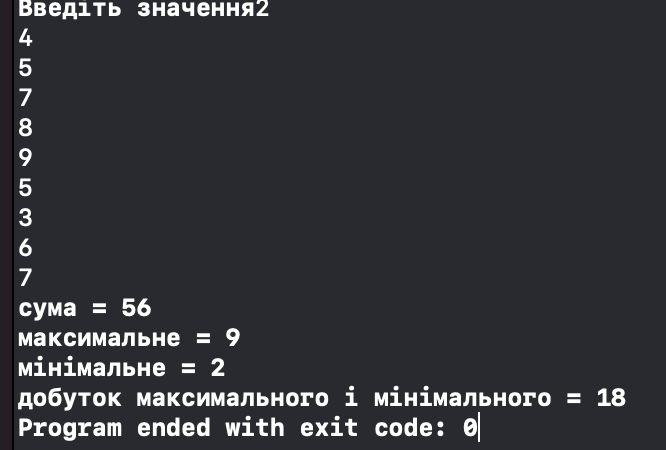 Введіть значення2
4
5
7
8
9
5
3
6
7
сума = 56
максимальне = 9
мінімальне = 2
добуток максимального і мінімального = 18
Program ended with exit code: 0